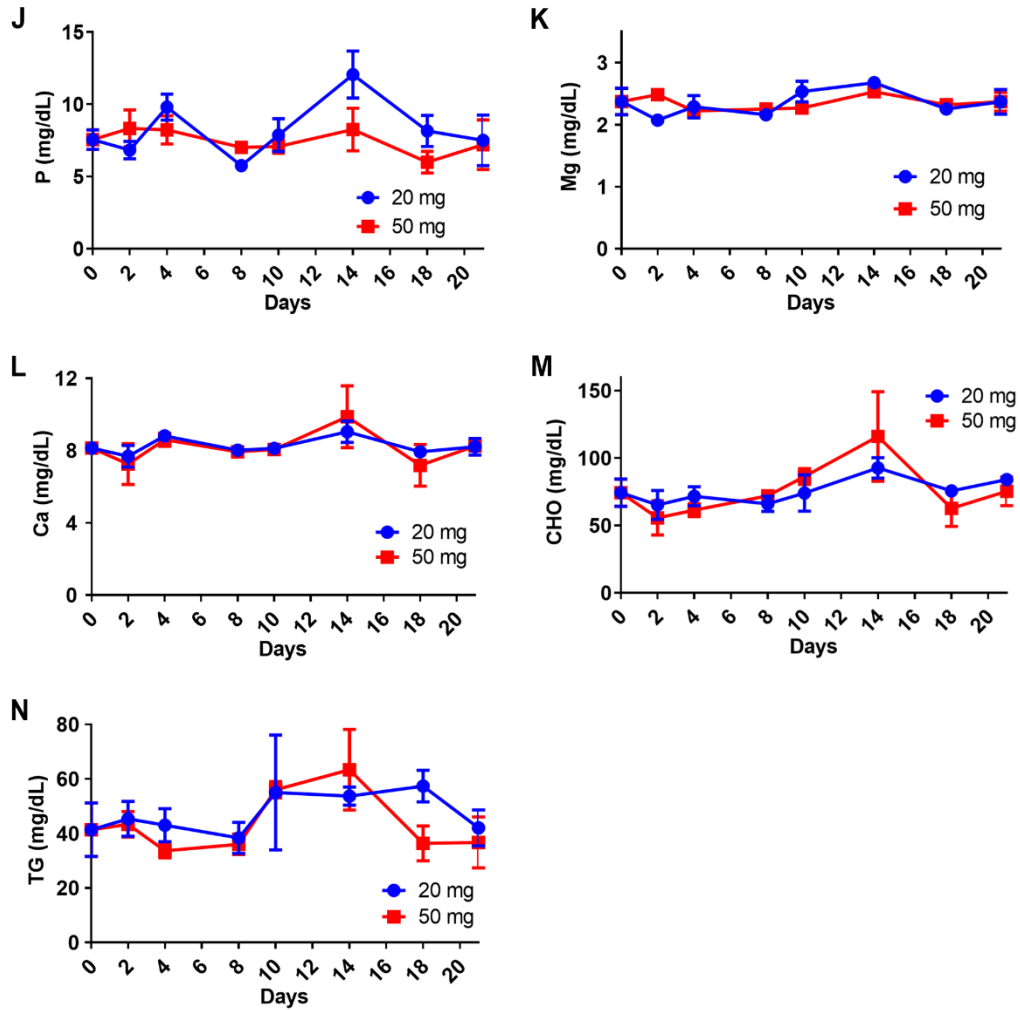 J
15
10
5
0
P (mg/dL)
20 mg
50 mg
0 2 4 6 8 10 12 14 16 18 20
Days
K
3
2
1
0
Mg (mg/dL)
20 mg
50 mg
0 2 4 6 8 10 12 14 16 18 20
Days
L
12
8
4
0
Ca (mg/dL)
20 mg
50 mg
0 2 4 6 8 10 12 14 16 18 20
Days
M
150
100
50
0
CHO (mg/dL)
20 mg
50 mg
0 2 4 6 8 10 12 14 16 18 20
Days
N
80
60
40
20
0
TG (mg/dL)
20 mg
50 mg
0 2 4 6 8 10 12 14 16 18 20
Days